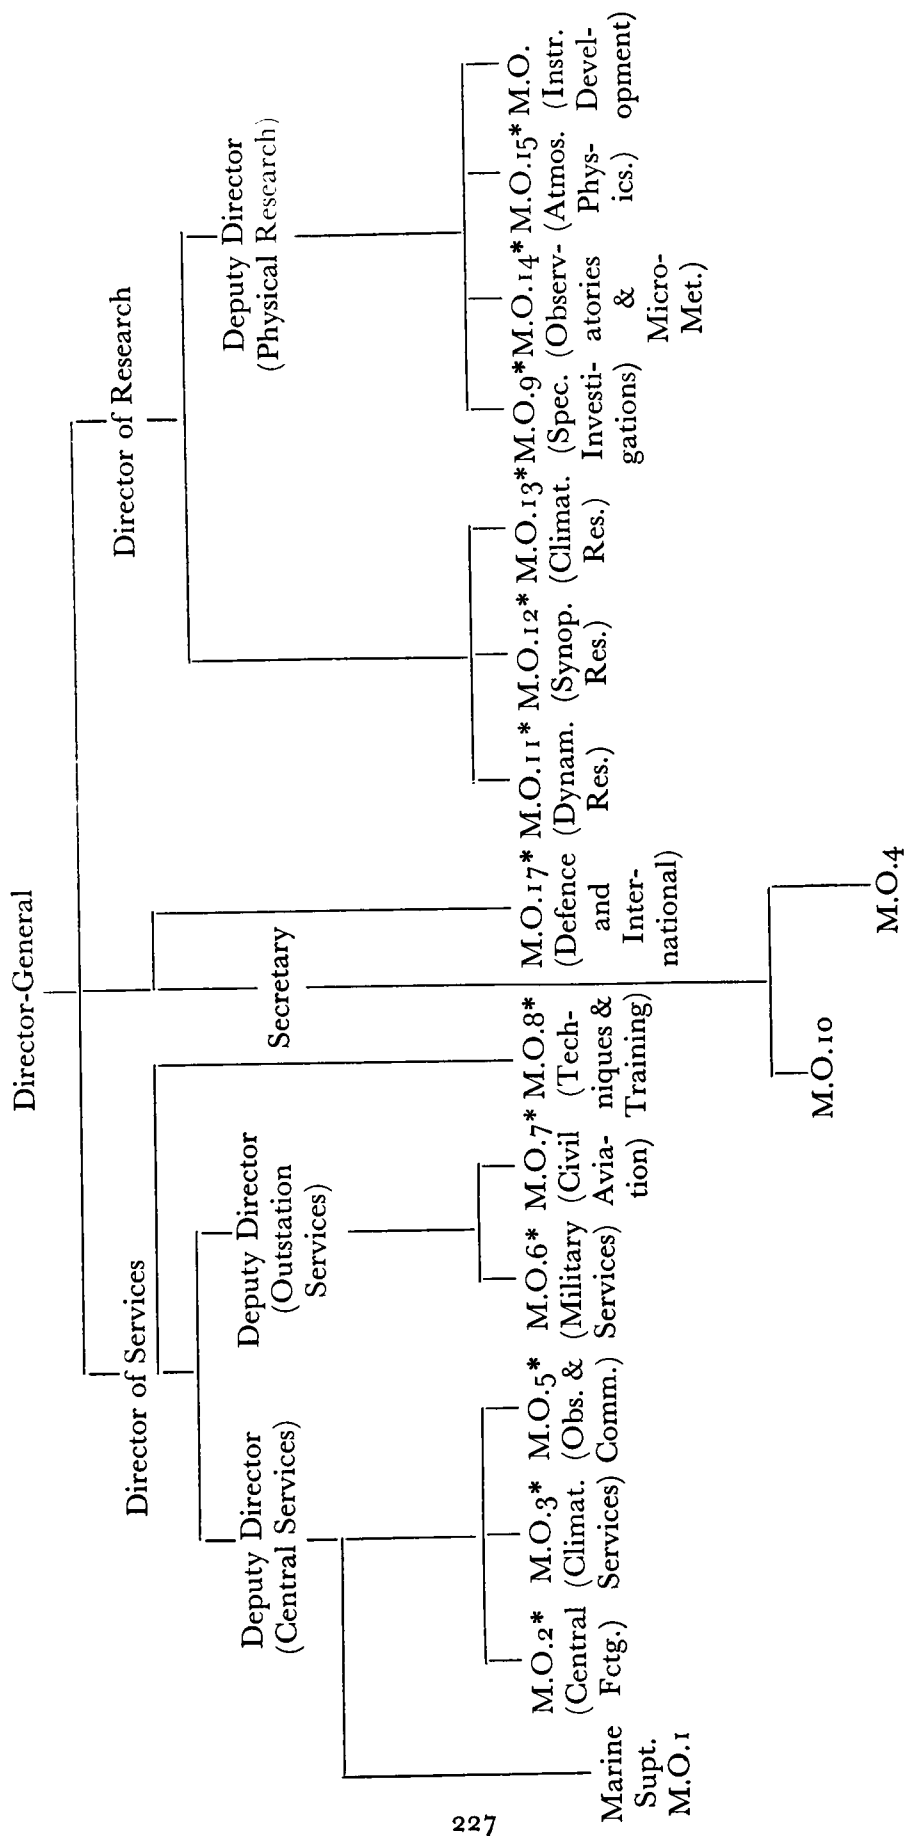 Director-General
Director of Services
Director of Research
Secretary
Deputy Director
(Central Services)
Deputy Director
(Outstation
Services)
Deputy Director
(Physical Research)
Marine
Supt.
M.O.1
M.O.2*
(Central
Fctg.)
M.O.3*
(Climat.
Services)
M.O.5*
(Obs. &
Comm.)
M.O.6*
(Military
Services)
M.O.7*
(Civil
Avia-
tion)
M.O.8*
(Tech-
niques &
Training)
M.O.17*
(Defence
and
Inter-
national)
M.O.11*
(Dynam.
Res.)
M.O.12*
(Synop.
Res.)
M.O.13*
(Climat.
Res.)
M.O.9*
(Spec.
Investi-
gations)
M.O.14*
(Observ-
atories
&
Micro-
Met.)
M.O.15*
(Atmos.
Phys-
ics.)
M.O.
(Instr.
Devel-
opment)
M.O.10
M.O.4
227